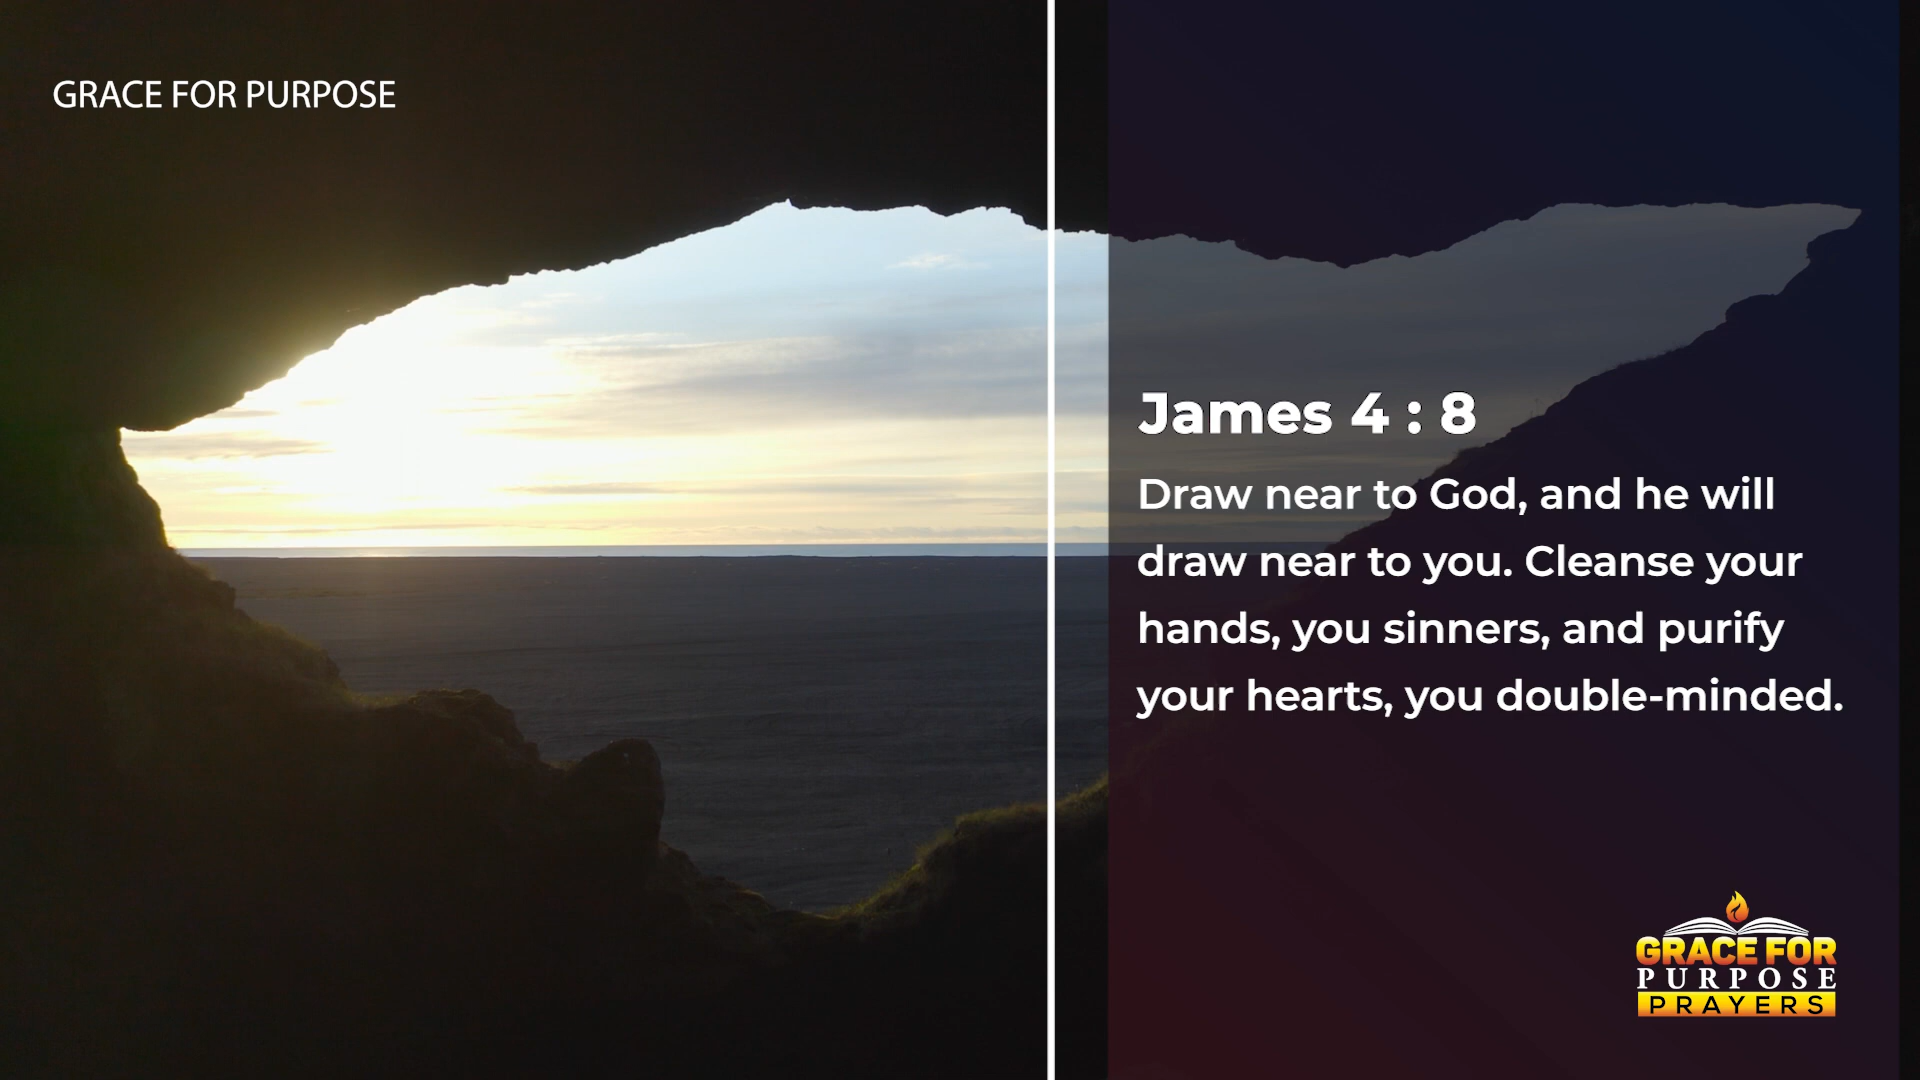 GRACE FOR PURPOSE
James 4 : 8
Draw near to God, and he will
draw near to you. Cleanse your
hands, you sinners, and purify
your hearts, you double-minded.
GRACE FOR
PURPOSE
PRAYERS